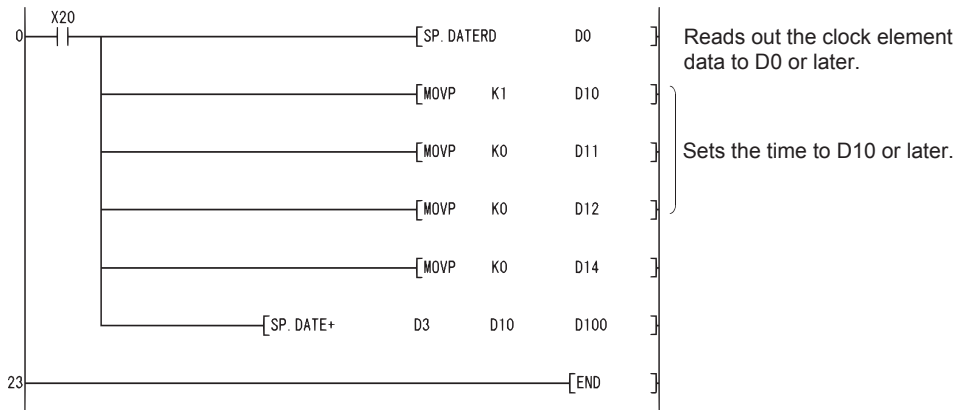 X20
0 [SP. DATERD D0 ] Reads out the clock element
data to D0 or later.
[MOVP K1 D10 ]
[MOVP K0 D11 ] Sets the time to D10 or later.
[MOVP K0 D12 ]
[MOVP K0 D14 ]
[SP. DATE+ D3 D10 D100 ]
23 [END ]